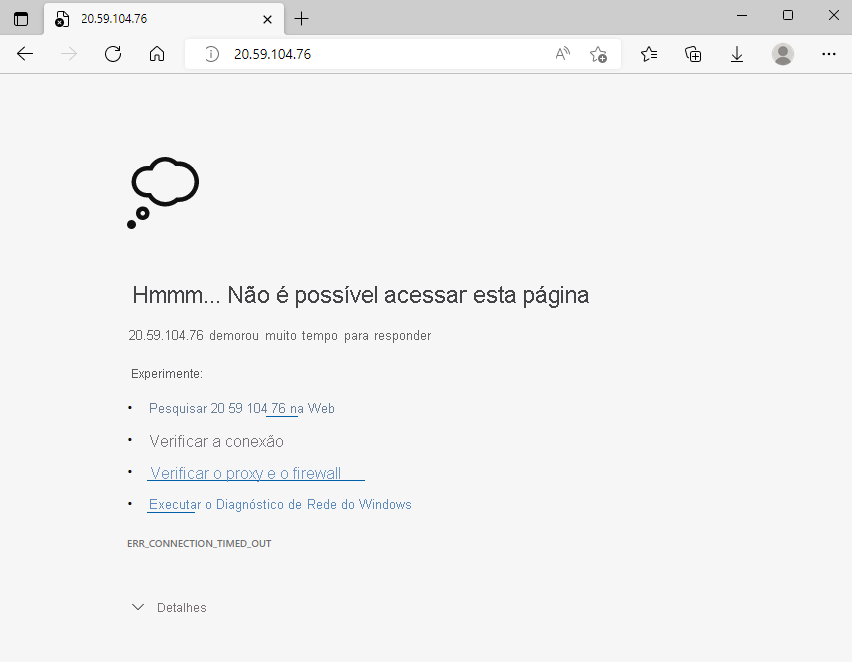 20.59.104.76
20.59.104.76
Hmmm... Não é possível acessar esta página
20.59.104.76 demorou muito tempo para responder
Experimente:
• Pesquisar 20 59 104 76 na Web
• Verificar a conexão
• Verificar o proxy e o firewall
• Executar o Diagnóstico de Rede do Windows
ERR_CONNECTION_TIMED_OUT
Detalhes